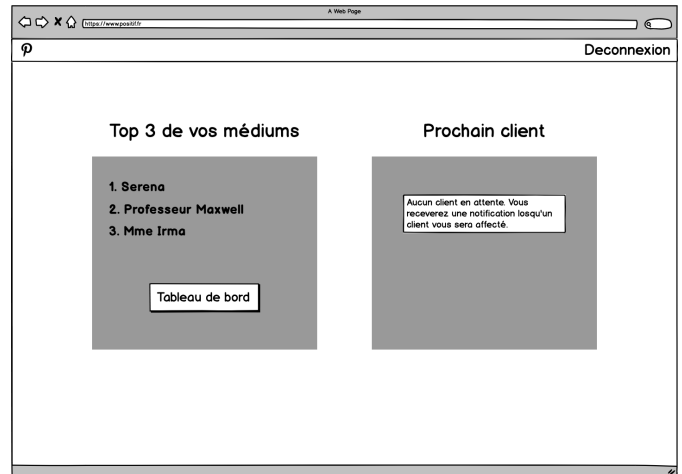 A Web Page
https://www.positif.fr
Deconnexion
Top 3 de vos médiums
1. Serena
2. Professeur Maxwell
3. Mme Irma
Tableau de bord
Prochain client
Aucun client en attente. Vous
receverez une notification losqu'un
client vous sera affecté.